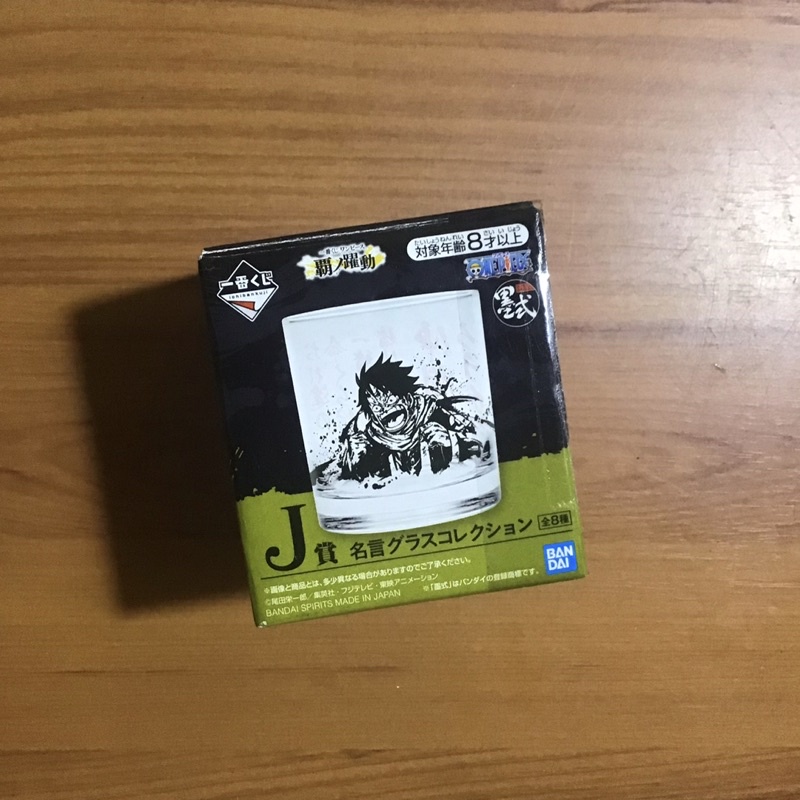 一番くじ
ichibankuji
一番くじ ワンピース
覇ノ躍動
たいしょうねんれい さい いじょう
対象年齢8才以上
ONE PIECE
墨式
J賞 名言グラスコレクション 全8種
※画像と商品とは、多少異なる場合がありますのでご了承ください。
©尾田栄一郎／集英社・フジテレビ・東映アニメーション
※「墨式」はバンダイの登録商標です。
BANDAI SPIRITS MADE IN JAPAN
BAN
DAI